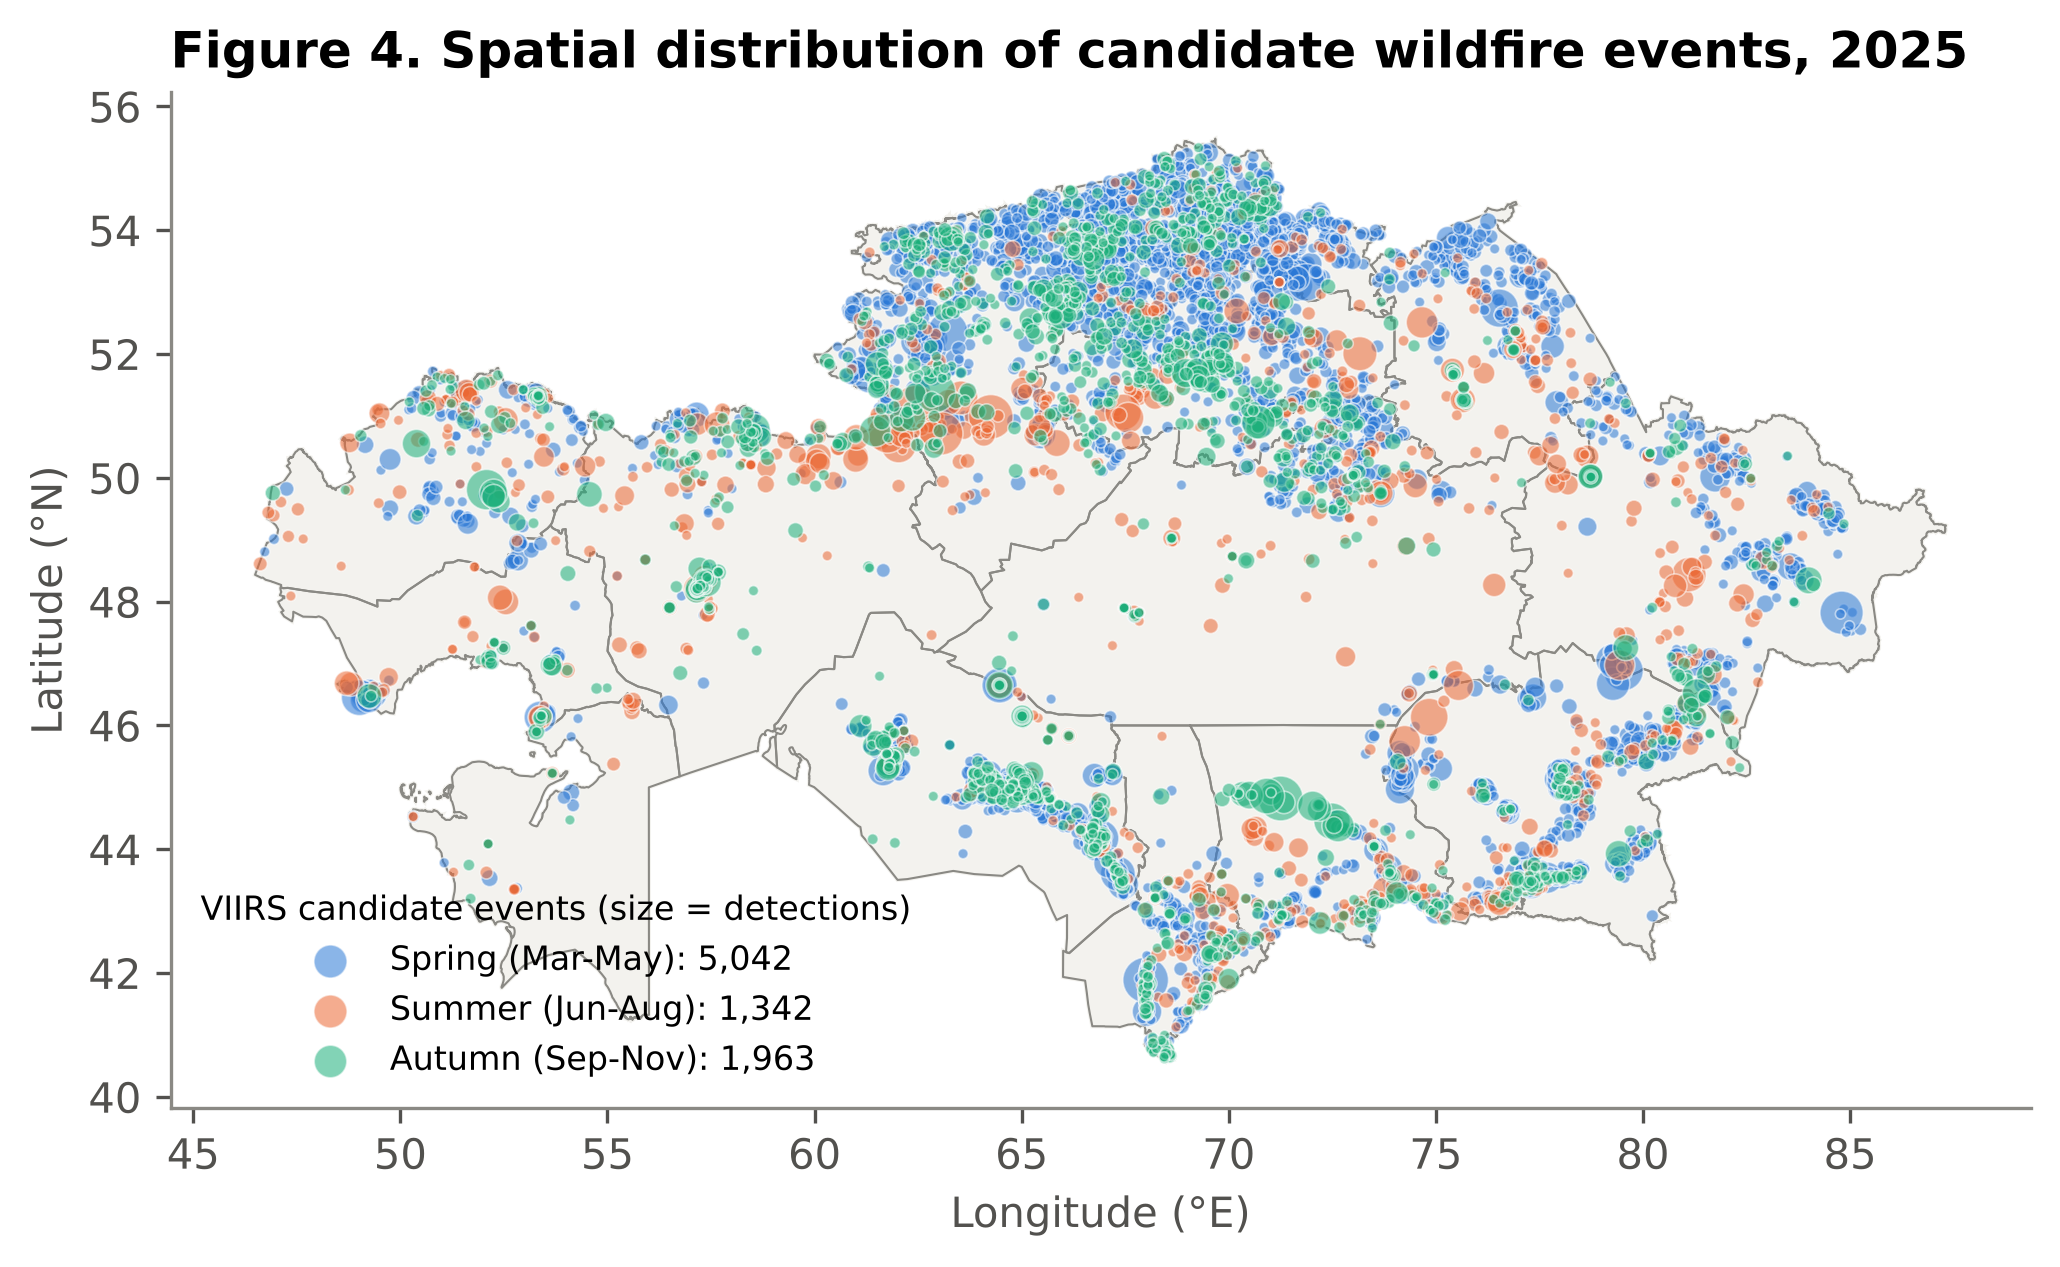 Figure 4. Spatial distribution of candidate wildfire events, 2025
56
54
52
50
48
46
44
42
40
Latitude (°N)
VIIRS candidate events (size = detections)
Spring (Mar-May): 5,042
Summer (Jun-Aug): 1,342
Autumn (Sep-Nov): 1,963
45 50 55 60 65 70 75 80 85
Longitude (°E)